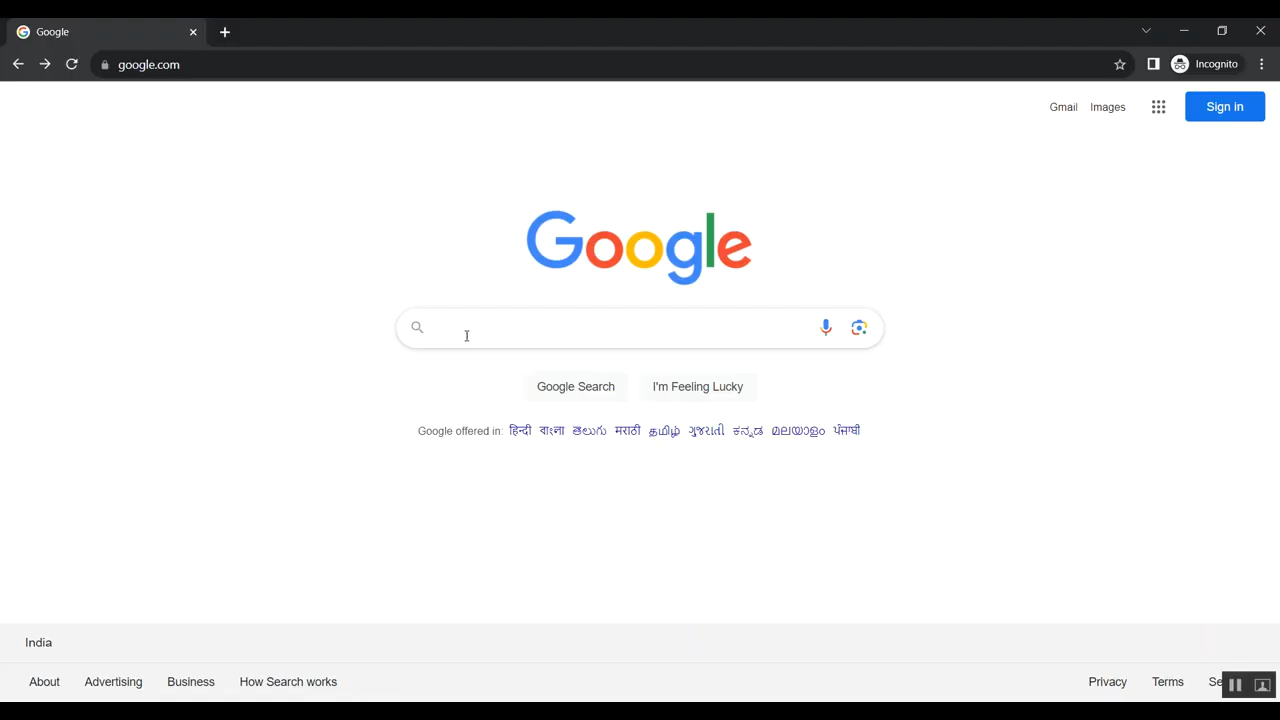 Google
google.com
Incognito
Gmail Images Sign in
Google
Google Search I'm Feeling Lucky
Google offered in: हिन्दी বাংলা తెలుగు मराठी தமிழ் ગુજરાતી ಕನ್ನಡ മലയാളം ਪੰਜਾਬੀ
India
About Advertising Business How Search works Privacy Terms